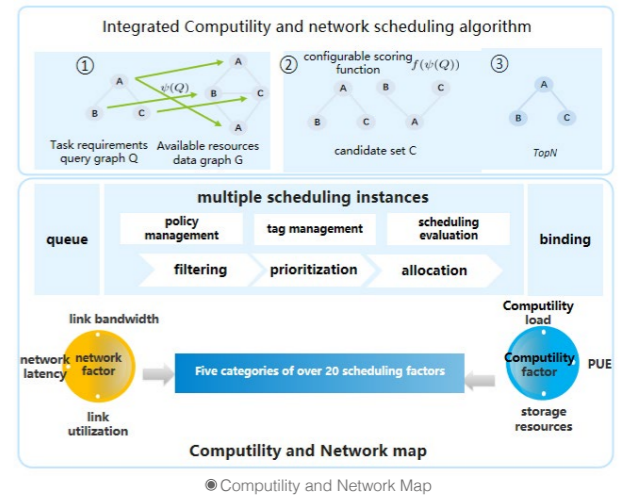 Integrated Computility and network scheduling algorithm
①
A
B
C
Task requirements
query graph Q
ψ(Q)
A
B
C
A
Available resources
data graph G
②
configurable scoring
function
f(ψ(Q))
A
B
C
B
C
A
candidate set C
③
A
B
C
TopN
multiple scheduling instances
queue
policy
management
tag management
scheduling
evaluation
filtering
prioritization
allocation
binding
link bandwidth
network
latency
network
factor
link
utilization
Five categories of over 20 scheduling factors
Computility
load
Computility
factor
PUE
storage
resources
Computility and Network map
◉ Computility and Network Map